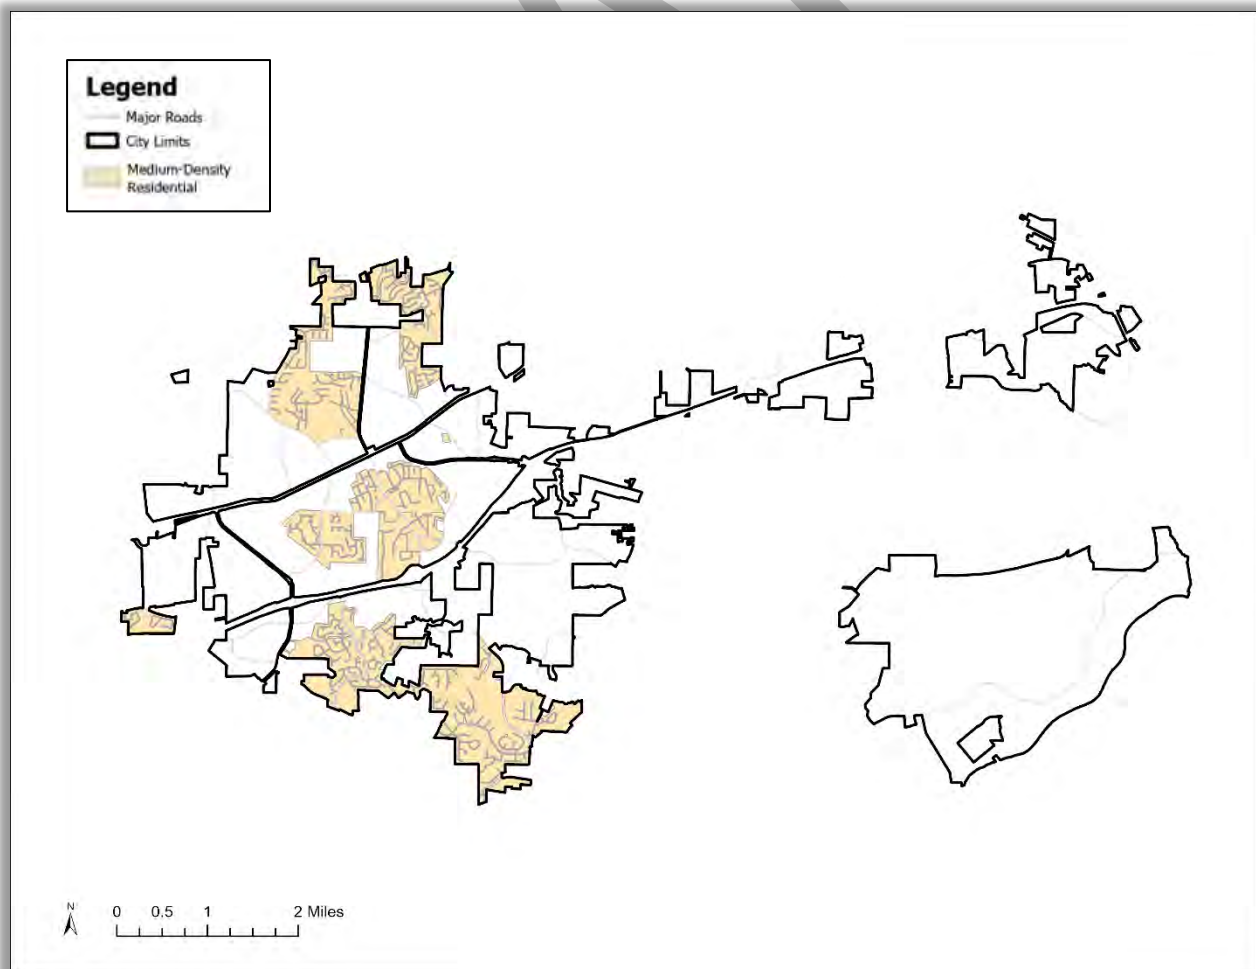 Legend
Major Roads
City Limits
Medium-Density
Residential
N
0 0.5 1 2 Miles